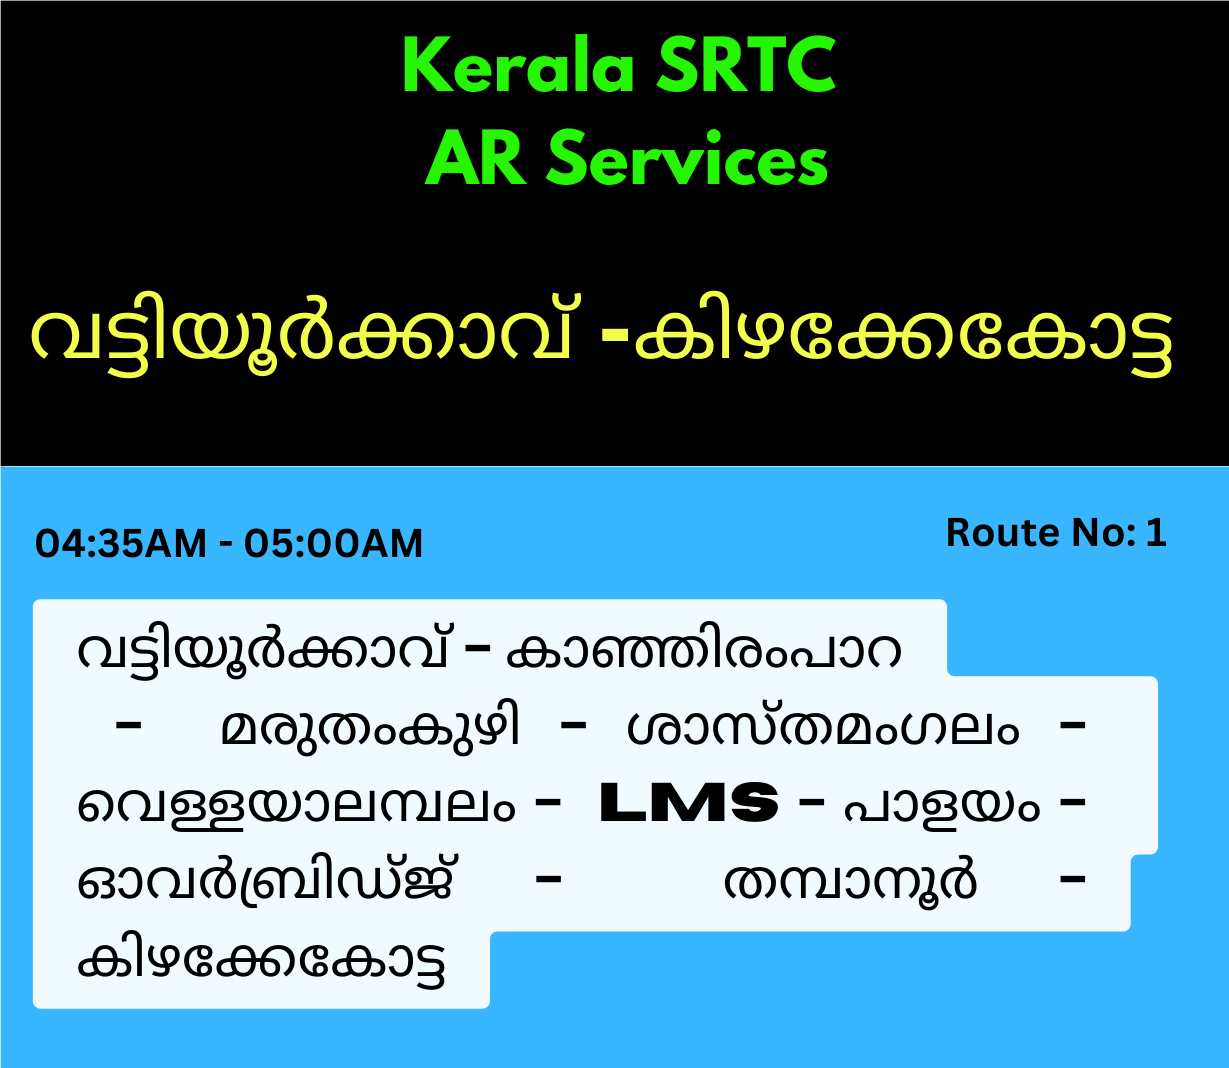 Kerala SRTC
AR Services
വട്ടിയൂർക്കാവ് -കിഴക്കേകോട്ട
04:35AM - 05:00AM
Route No: 1
വട്ടിയൂർക്കാവ് - കാഞ്ഞിരംപാറ
- മരുതംകുഴി - ശാസ്തമംഗലം -
വെള്ളയാലമ്പലം - LMS - പാളയം -
ഓവർബ്രിഡ്ജ് - തമ്പാനൂർ -
കിഴക്കേകോട്ട